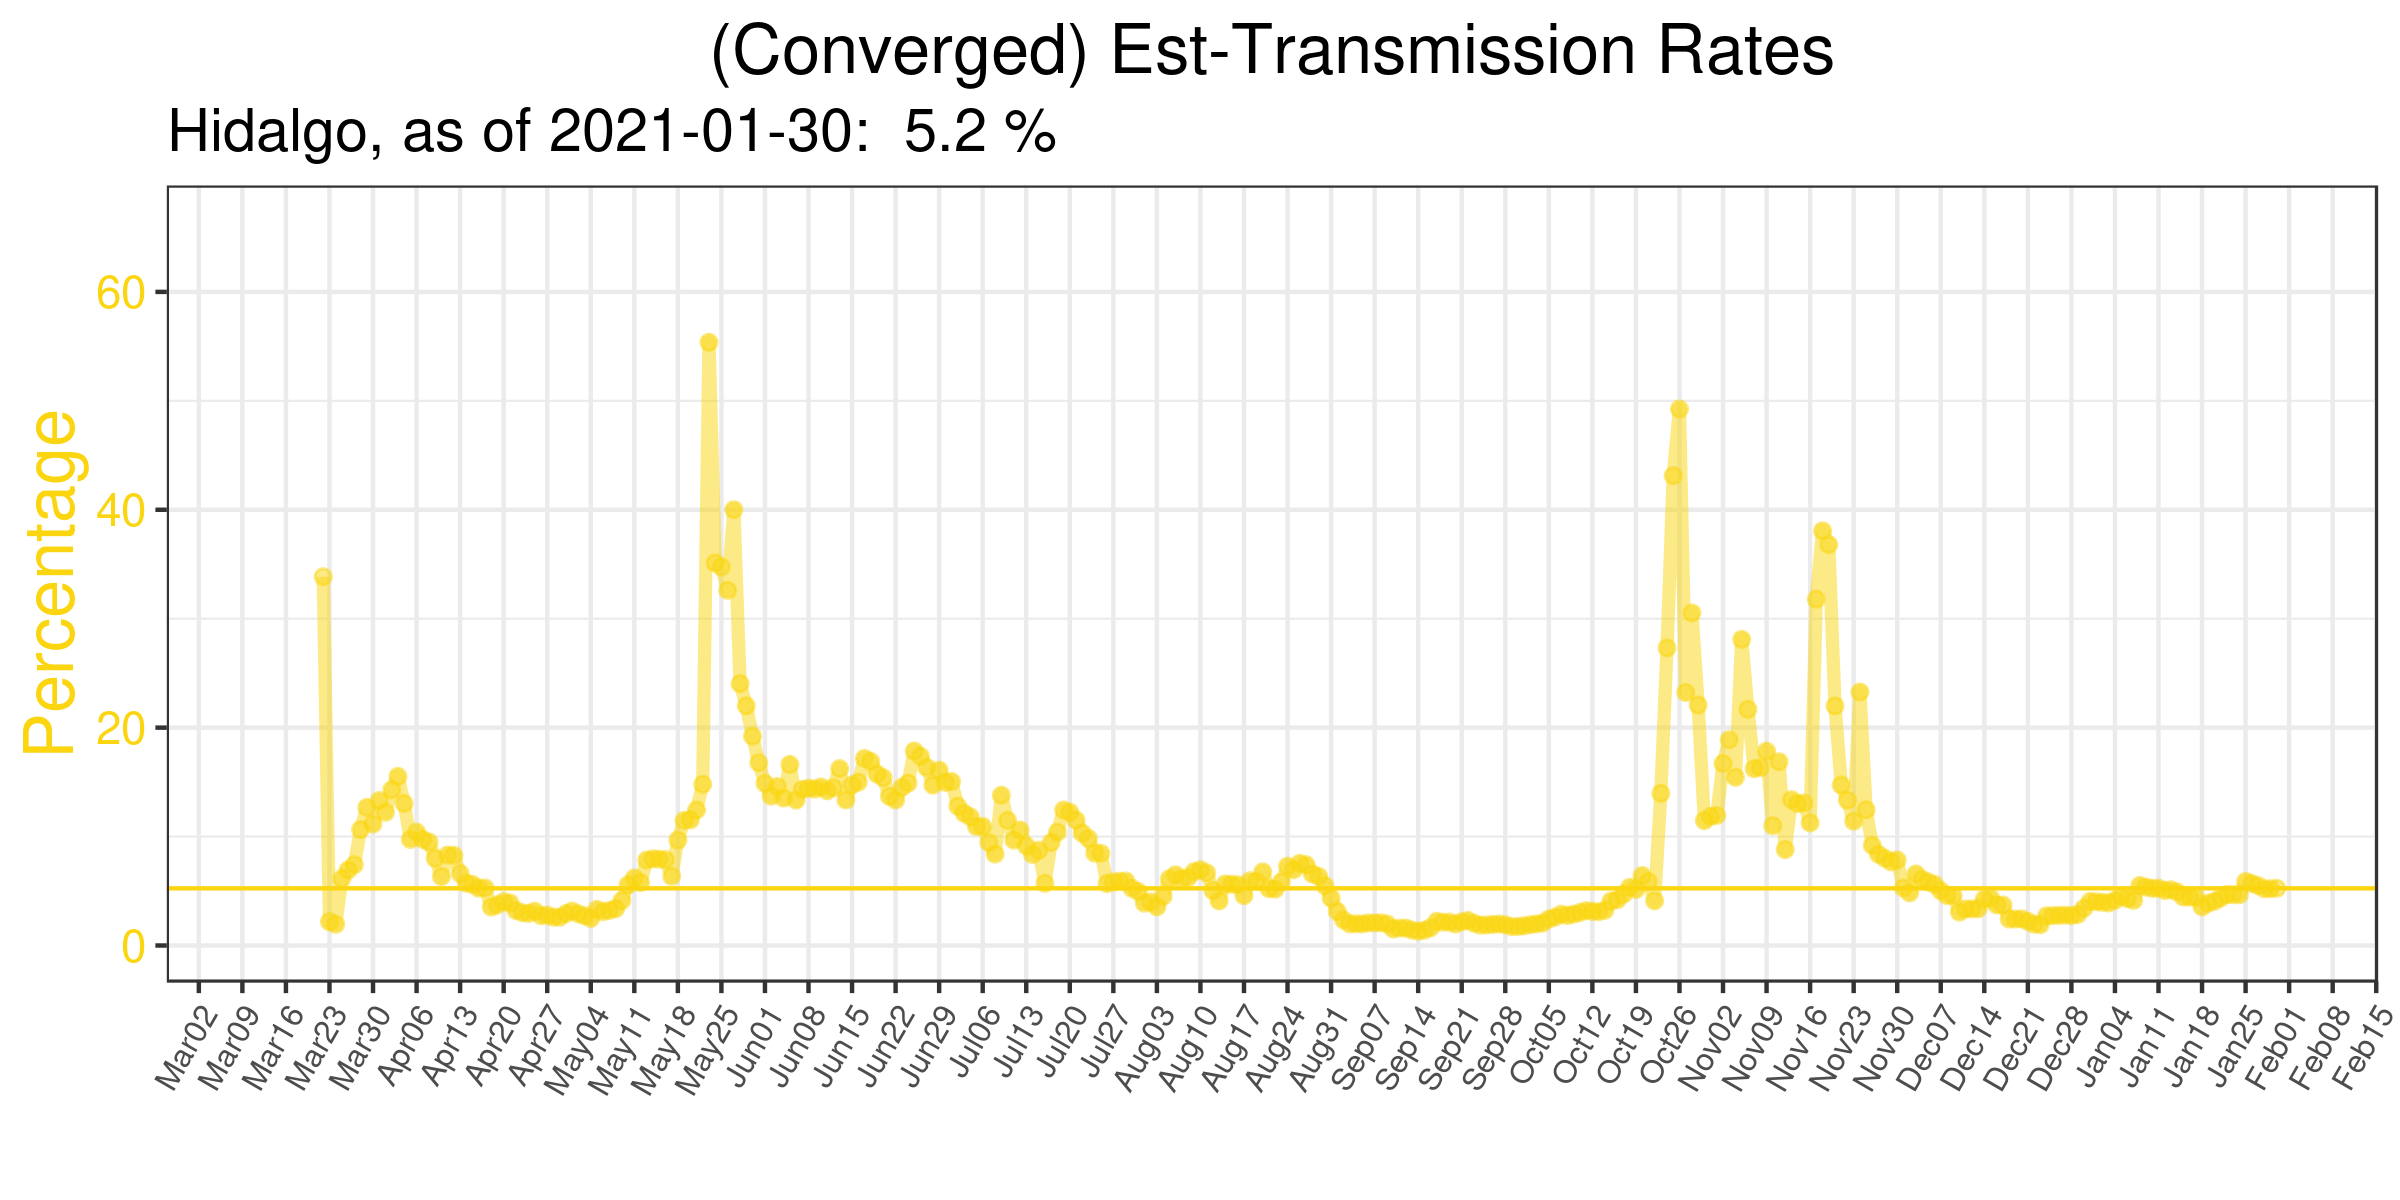 (Converged) Est-Transmission Rates
Hidalgo, as of 2021-01-30:  5.2 %
Percentage
60
40
20
0
Mar02
Mar09
Mar16
Mar23
Mar30
Apr06
Apr13
Apr20
Apr27
May04
May11
May18
May25
Jun01
Jun08
Jun15
Jun22
Jun29
Jul06
Jul13
Jul20
Jul27
Aug03
Aug10
Aug17
Aug24
Aug31
Sep07
Sep14
Sep21
Sep28
Oct05
Oct12
Oct19
Oct26
Nov02
Nov09
Nov16
Nov23
Nov30
Dec07
Dec14
Dec21
Dec28
Jan04
Jan11
Jan18
Jan25
Feb01
Feb08
Feb15